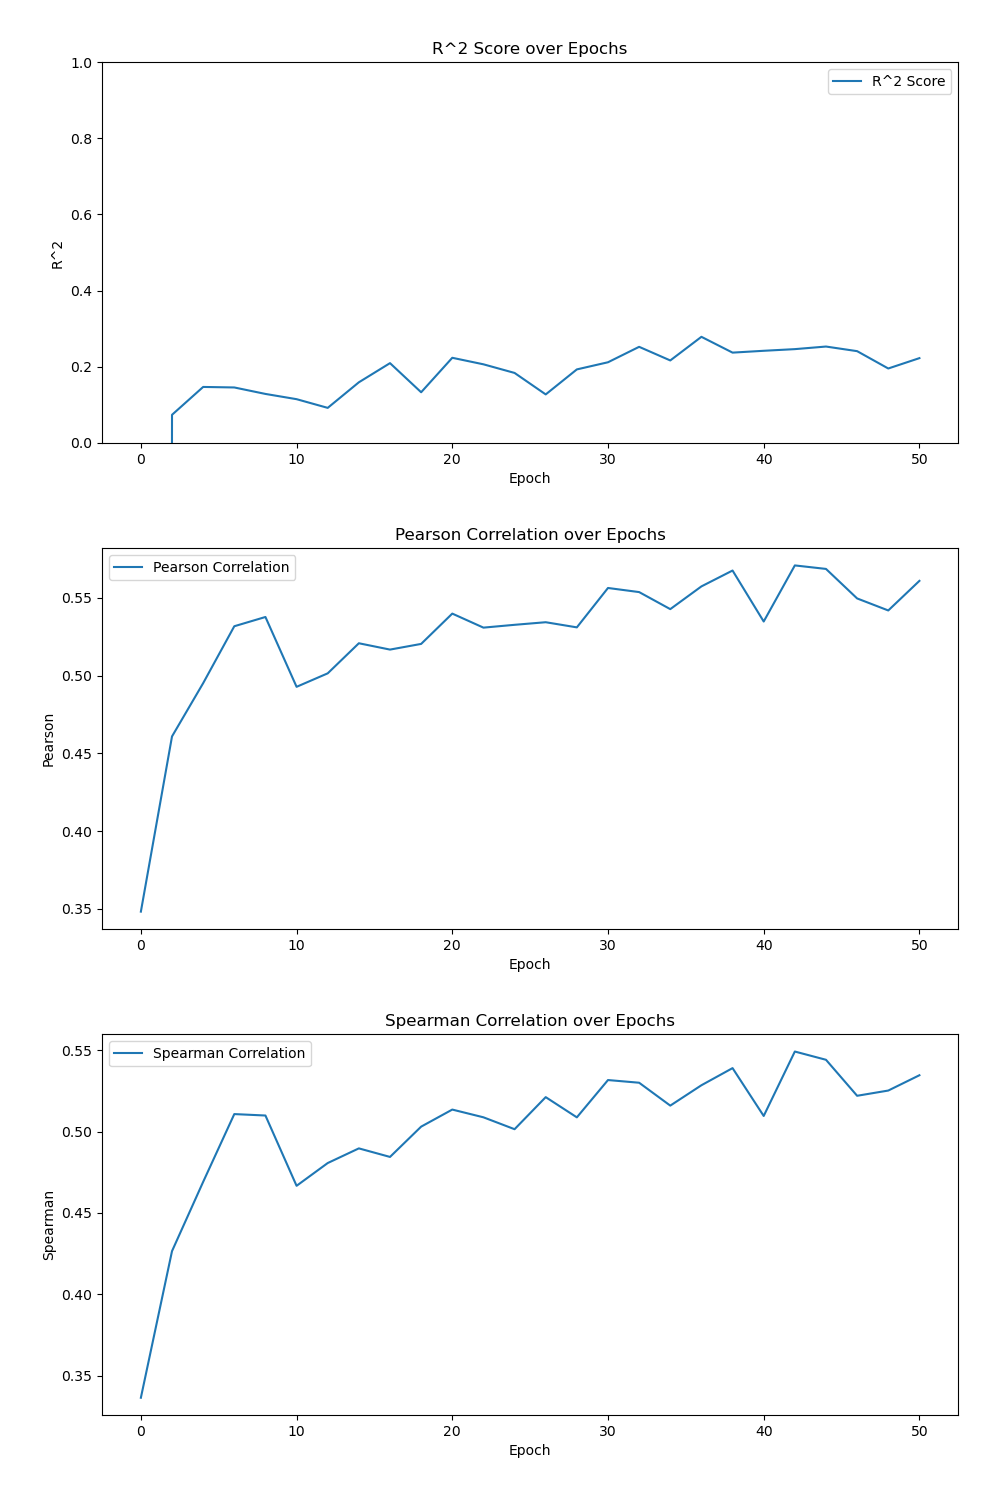 R^2 Score over Epochs
1.0
0.8
0.6
0.4
0.2
0.0
R^2
R^2 Score
0 10 20 30 40 50
Epoch
Pearson Correlation over Epochs
Pearson Correlation
0.55
0.50
0.45
0.40
0.35
Pearson
0 10 20 30 40 50
Epoch
Spearman Correlation over Epochs
Spearman Correlation
0.55
0.50
0.45
0.40
0.35
Spearman
0 10 20 30 40 50
Epoch